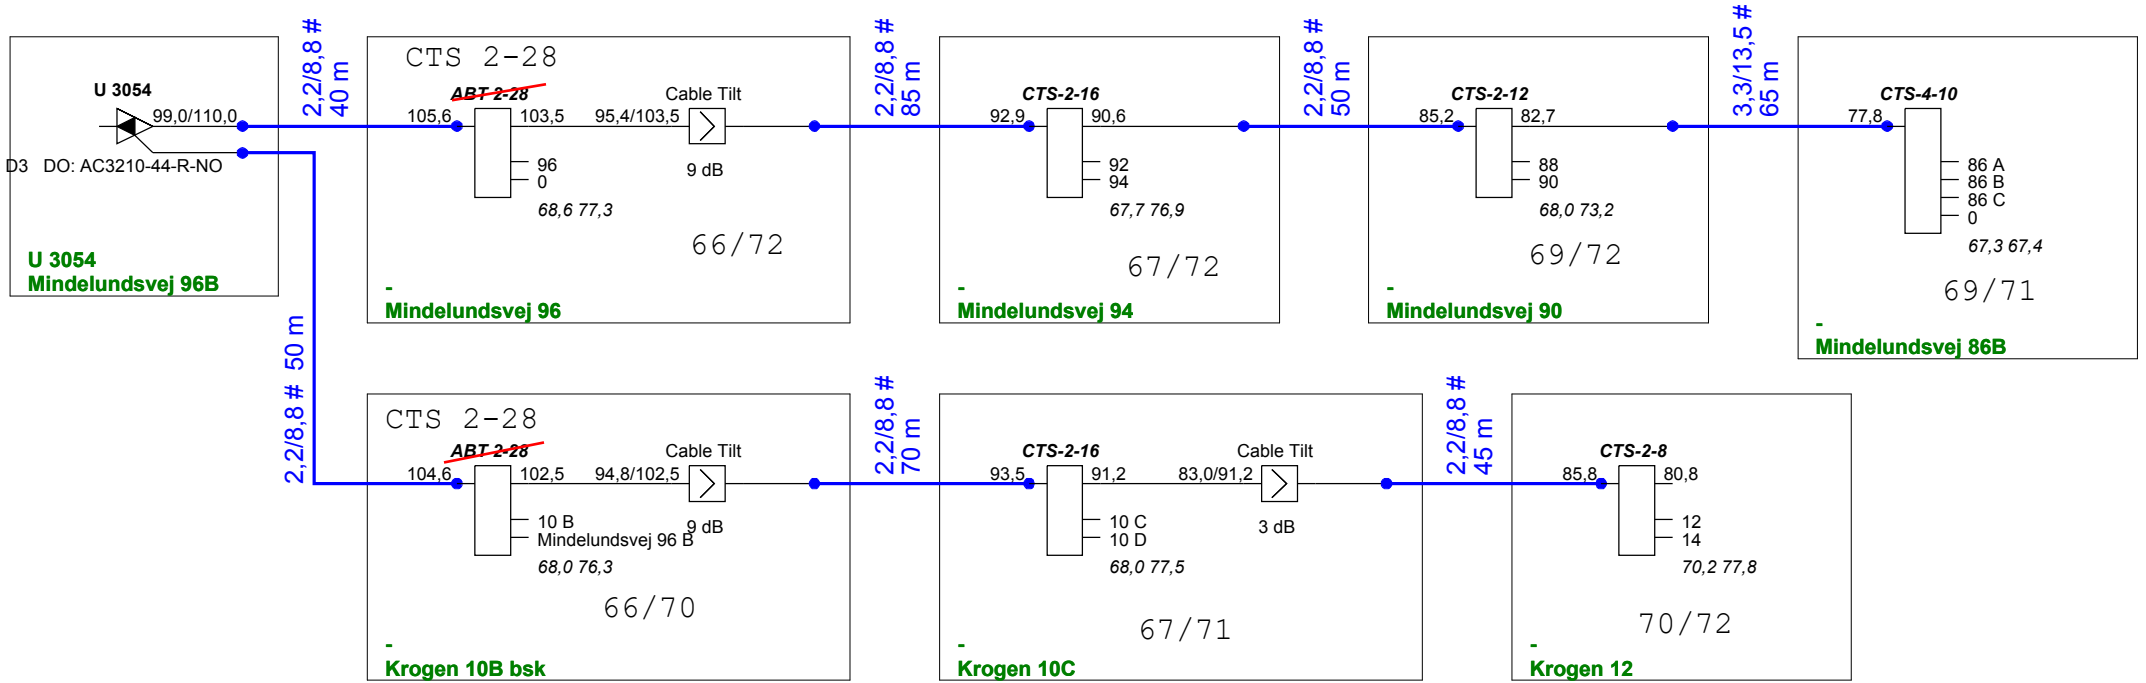 U 3054
99,0/110,0
D3 DO: AC3210-44-R-NO
U 3054
Mindelundsvej 96B
2,2/8,8 #
40 m
CTS 2-28
ABT 2-28
105,6
103,5
95,4/103,5
Cable Tilt
9 dB
96
0
68,6 77,3
66/72
-
Mindelundsvej 96
2,2/8,8 #
85 m
CTS-2-16
92,9
90,6
92
94
67,7 76,9
67/72
-
Mindelundsvej 94
2,2/8,8 #
50 m
CTS-2-12
85,2
82,7
88
90
68,0 73,2
69/72
-
Mindelundsvej 90
3,3/13,5 #
65 m
CTS-4-10
77,8
86 A
86 B
86 C
0
67,3 67,4
69/71
-
Mindelundsvej 86B
2,2/8,8 # 50 m
CTS 2-28
ABT 2-28
104,6
102,5
94,8/102,5
Cable Tilt
9 dB
10 B
Mindelundsvej 96 B
68,0 76,3
66/70
-
Krogen 10B bsk
2,2/8,8 #
70 m
CTS-2-16
93,5
91,2
83,0/91,2
Cable Tilt
3 dB
10 C
10 D
68,0 77,5
67/71
-
Krogen 10C
2,2/8,8 #
45 m
CTS-2-8
85,8
80,8
12
14
70,2 77,8
70/72
-
Krogen 12